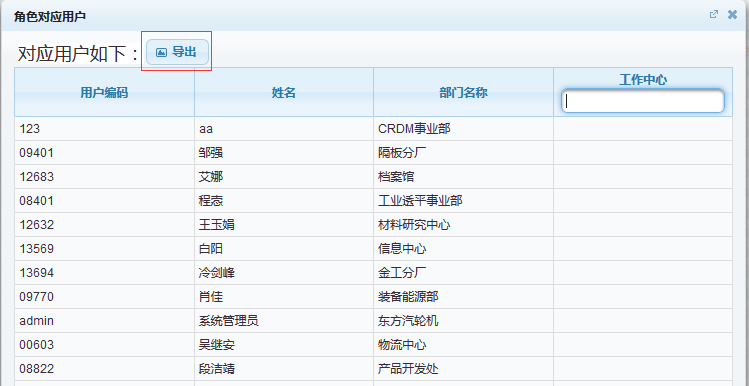 角色对应用户
对应用户如下： 导出
用户编码 姓名 部门名称 工作中心
123 aa CRDM事业部
09401 邹强 隔板分厂
12683 艾娜 档案馆
08401 程悫 工业透平事业部
12632 王玉娟 材料研究中心
13569 白阳 信息中心
13694 冷剑峰 金工分厂
09770 肖佳 装备能源部
admin 系统管理员 东方汽轮机
00603 吴继安 物流中心
08822 段洁靖 产品开发处